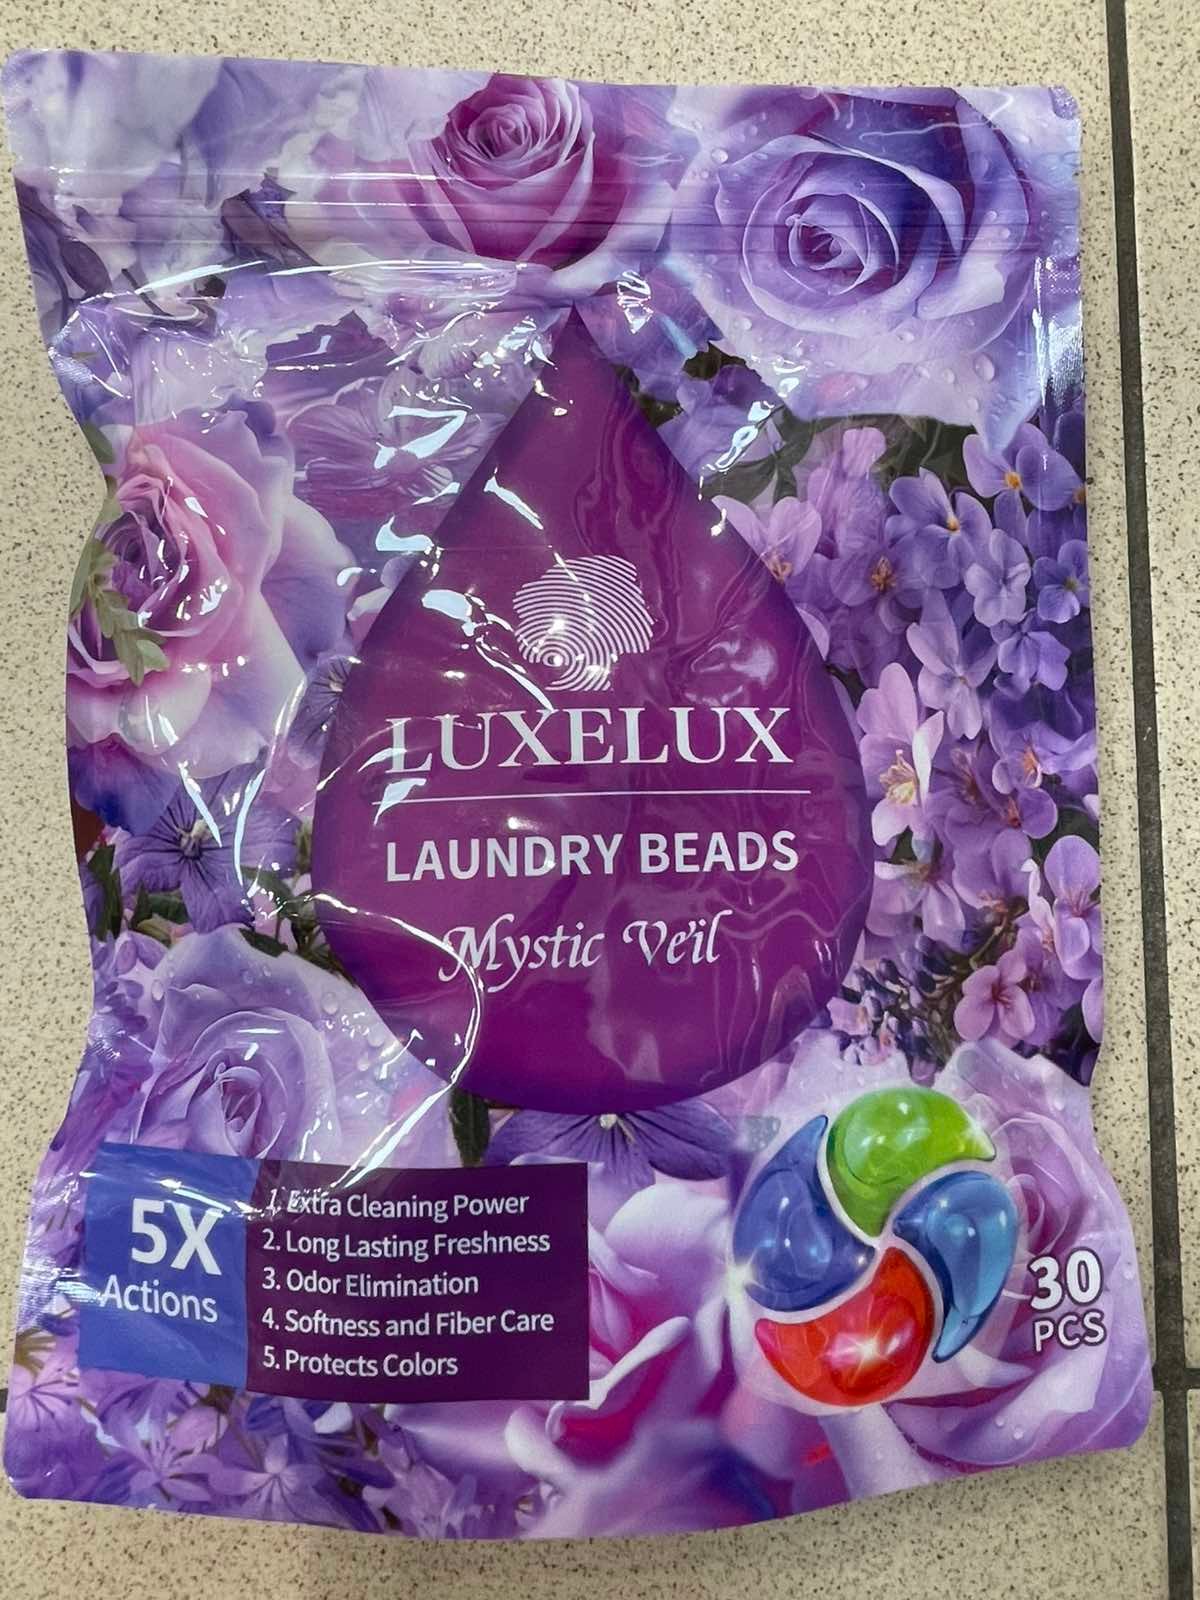 LUXELUX
LAUNDRY BEADS
Mystic Veil
5X
Actions
1. Extra Cleaning Power
2. Long Lasting Freshness
3. Odor Elimination
4. Softness and Fiber Care
5. Protects Colors
30
PCS